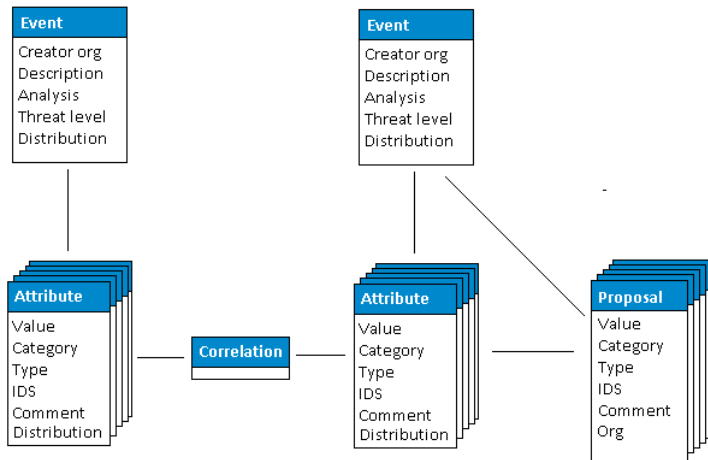 Event
Creator org
Description
Analysis
Threat level
Distribution
Event
Creator org
Description
Analysis
Threat level
Distribution
Attribute
Value
Category
Type
IDS
Comment
Distribution
Correlation
Attribute
Value
Category
Type
IDS
Comment
Distribution
Proposal
Value
Category
Type
IDS
Comment
Org